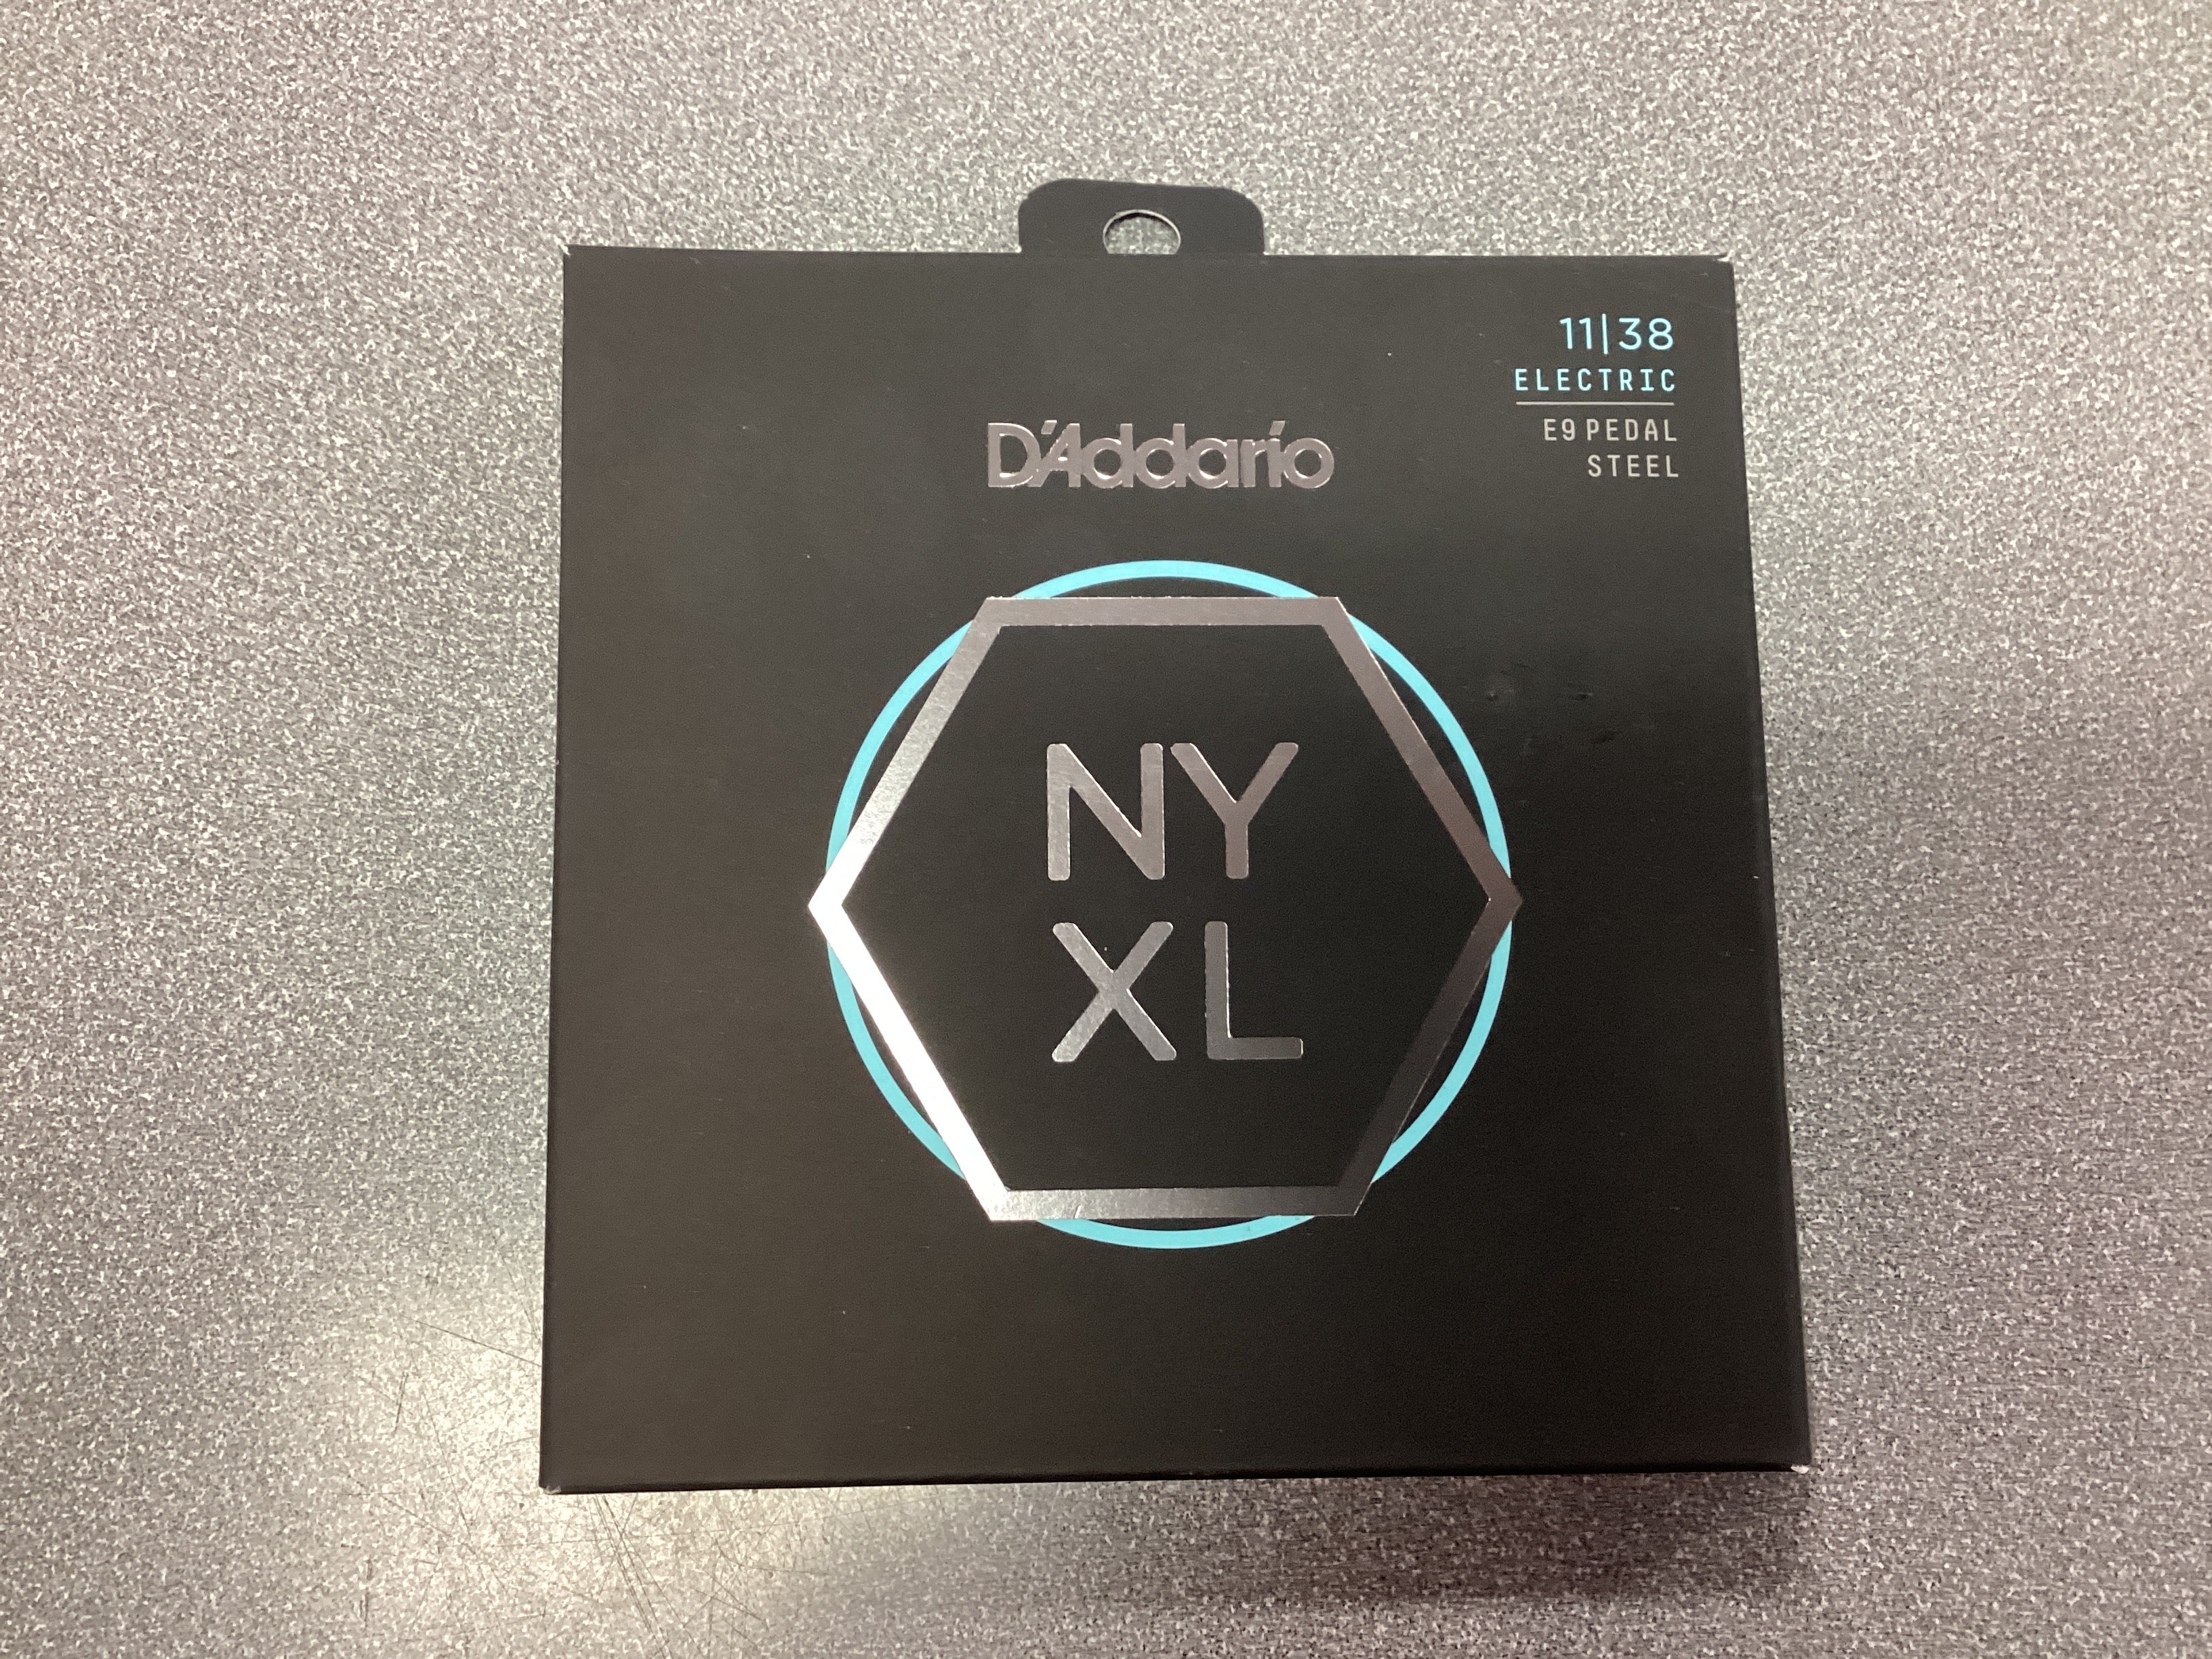 11|38
ELECTRIC
E9 PEDAL
STEEL
D'Addario
NY
XL